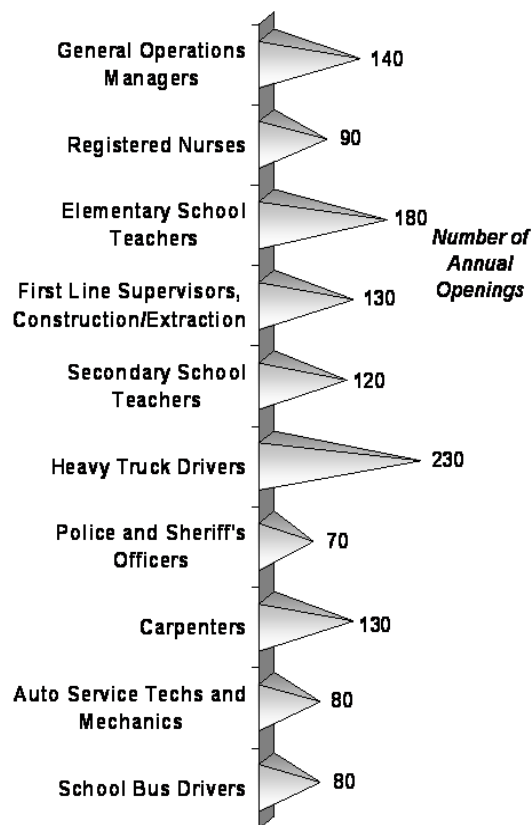 General Operations
Managers
140
Registered Nurses
90
Elementary School
Teachers
180
Number of
Annual
Openings
First Line Supervisors,
Construction/Extraction
130
Secondary School
Teachers
120
Heavy Truck Drivers
230
Police and Sheriff's
Officers
70
Carpenters
130
Auto Service Techs and
Mechanics
80
School Bus Drivers
80